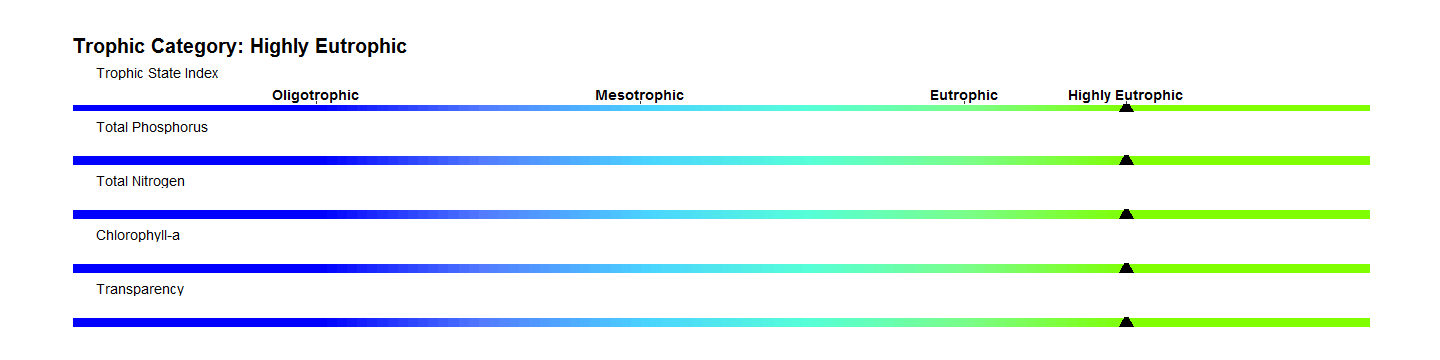 Trophic Category: Highly Eutrophic
Trophic State Index
Oligotrophic Mesotrophic Eutrophic Highly Eutrophic
Total Phosphorus
Total Nitrogen
Chlorophyll-a
Transparency